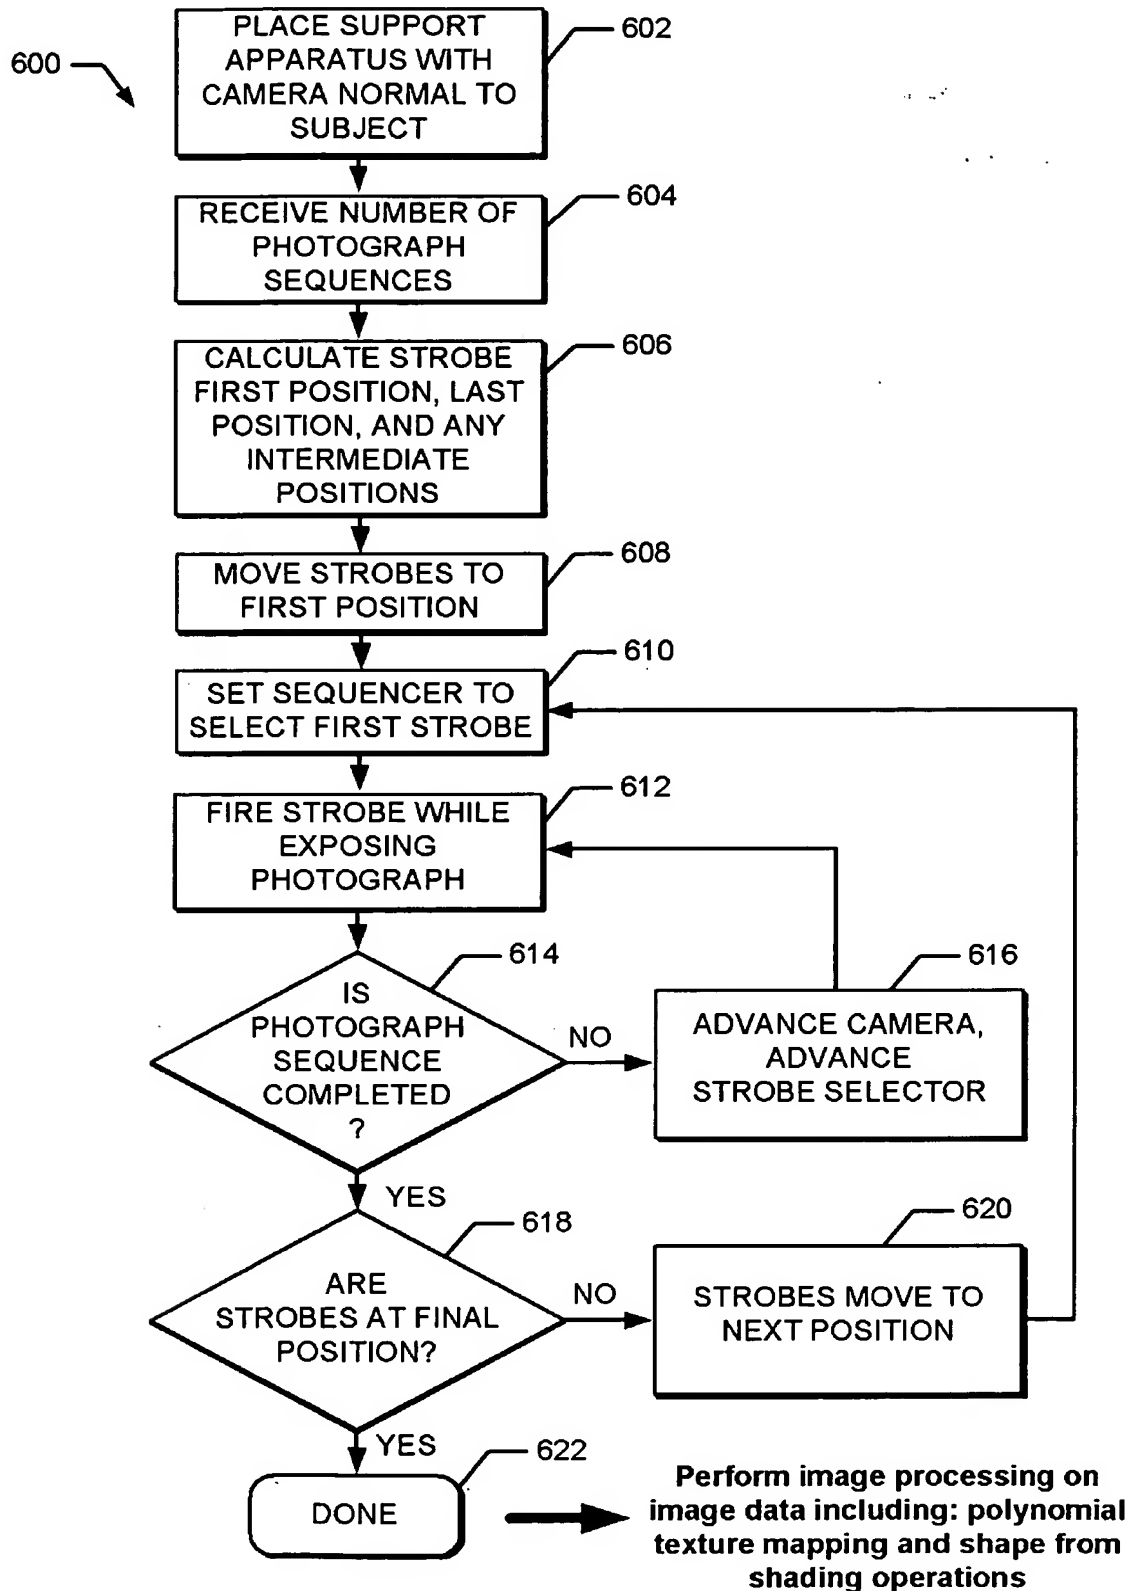 600
PLACE SUPPORT
APPARATUS WITH
CAMERA NORMAL TO
SUBJECT
602
RECEIVE NUMBER OF
PHOTOGRAPH
SEQUENCES
604
CALCULATE STROBE
FIRST POSITION, LAST
POSITION, AND ANY
INTERMEDIATE
POSITIONS
606
MOVE STROBES TO
FIRST POSITION
608
SET SEQUENCER TO
SELECT FIRST STROBE
610
FIRE STROBE WHILE
EXPOSING
PHOTOGRAPH
612
IS
PHOTOGRAPH
SEQUENCE
COMPLETED
?
614
NO
ADVANCE CAMERA,
ADVANCE
STROBE SELECTOR
616
YES
ARE
STROBES AT FINAL
POSITION?
618
NO
STROBES MOVE TO
NEXT POSITION
620
YES
DONE
622
Perform image processing on
image data including: polynomial
texture mapping and shape from
shading operations